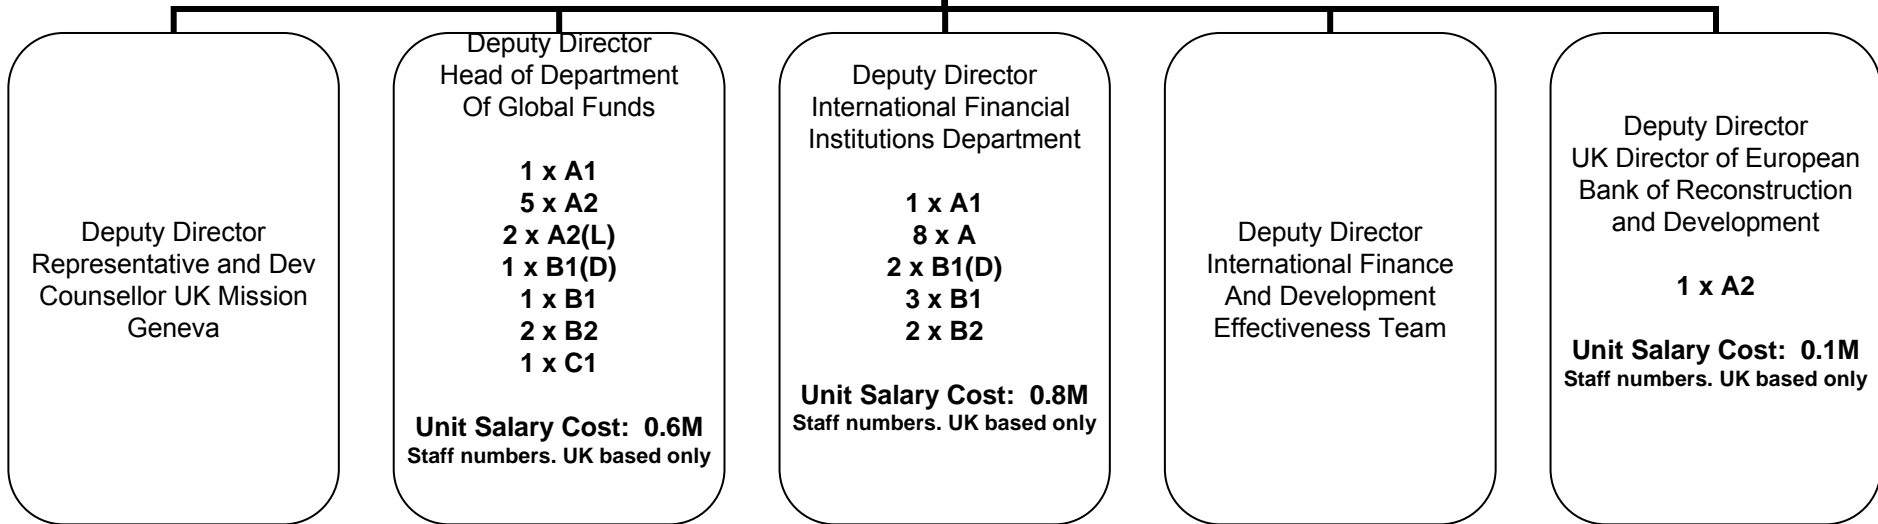 Deputy Director
Representative and Dev
Counsellor UK Mission
Geneva
Deputy Director
Head of Department
Of Global Funds
1 x A1
5 x A2
2 x A2(L)
1 x B1(D)
1 x B1
2 x B2
1 x C1
Unit Salary Cost: 0.6M
Staff numbers. UK based only
Deputy Director
International Financial
Institutions Department
1 x A1
8 x A
2 x B1(D)
3 x B1
2 x B2
Unit Salary Cost: 0.8M
Staff numbers. UK based only
Deputy Director
International Finance
And Development
Effectiveness Team
Deputy Director
UK Director of European
Bank of Reconstruction
and Development
1 x A2
Unit Salary Cost: 0.1M
Staff numbers. UK based only